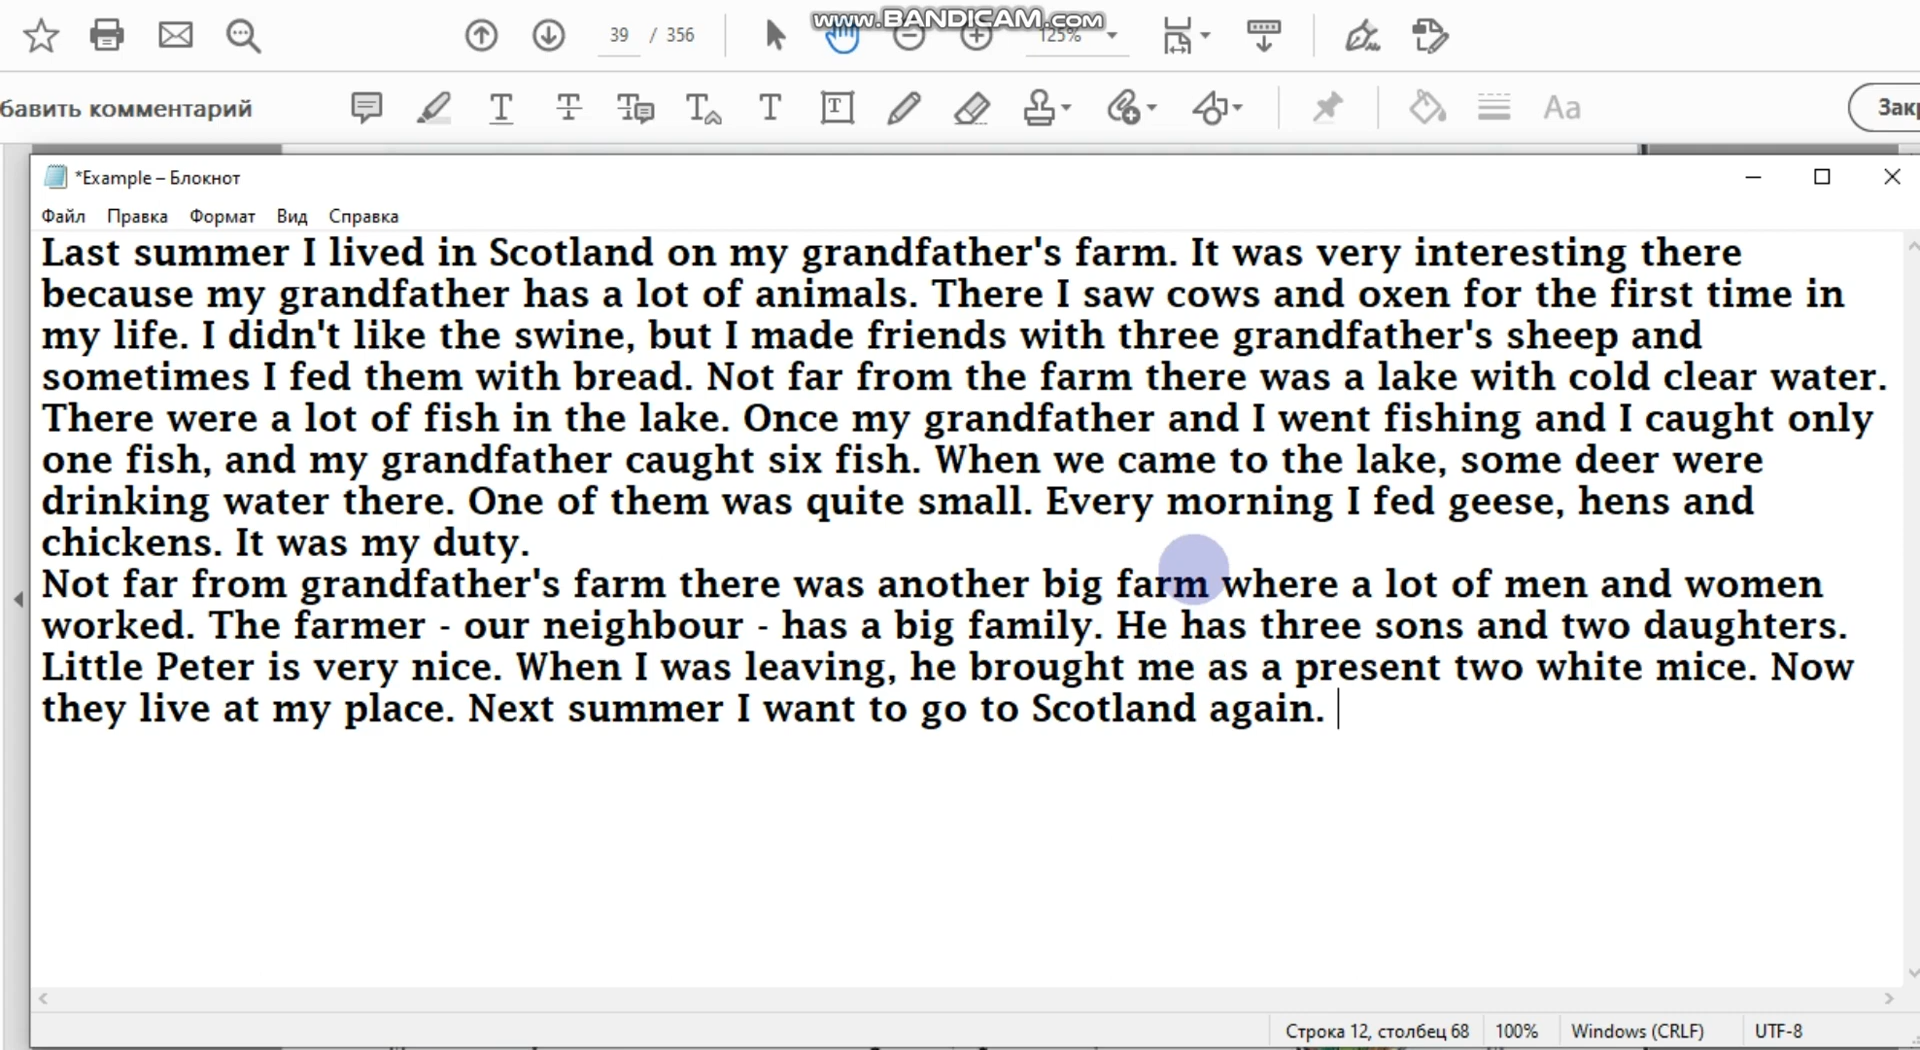 www.BANDICAM.com
39 / 356
125%
бавить комментарий
Aa
*Example – Блокнот
Файл Правка Формат Вид Справка
Last summer I lived in Scotland on my grandfather's farm. It was very interesting there
because my grandfather has a lot of animals. There I saw cows and oxen for the first time in
my life. I didn't like the swine, but I made friends with three grandfather's sheep and
sometimes I fed them with bread. Not far from the farm there was a lake with cold clear water.
There were a lot of fish in the lake. Once my grandfather and I went fishing and I caught only
one fish, and my grandfather caught six fish. When we came to the lake, some deer were
drinking water there. One of them was quite small. Every morning I fed geese, hens and
chickens. It was my duty.
Not far from grandfather's farm there was another big farm where a lot of men and women
worked. The farmer - our neighbour - has a big family. He has three sons and two daughters.
Little Peter is very nice. When I was leaving, he brought me as a present two white mice. Now
they live at my place. Next summer I want to go to Scotland again.
Строка 12, столбец 68 100% Windows (CRLF) UTF-8